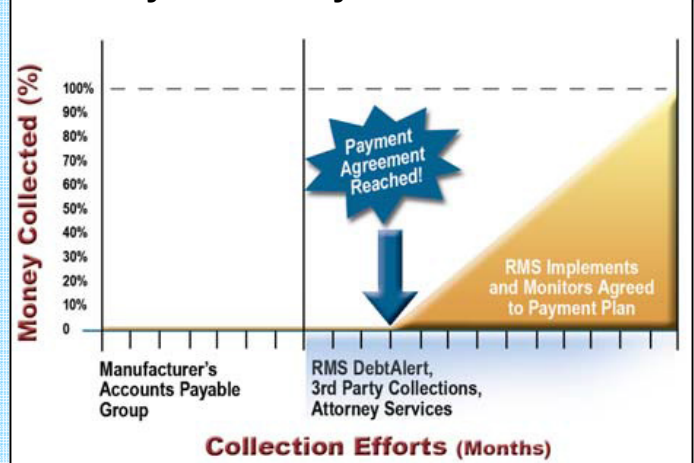 100%
90%
80%
70%
60%
50%
40%
30%
20%
10%
0
Money Collected (%)
Payment
Agreement
Reached!
RMS Implements
and Monitors Agreed
to Payment Plan
Manufacturer's
Accounts Payable
Group
RMS DebtAlert,
3rd Party Collections,
Attorney Services
Collection Efforts (Months)